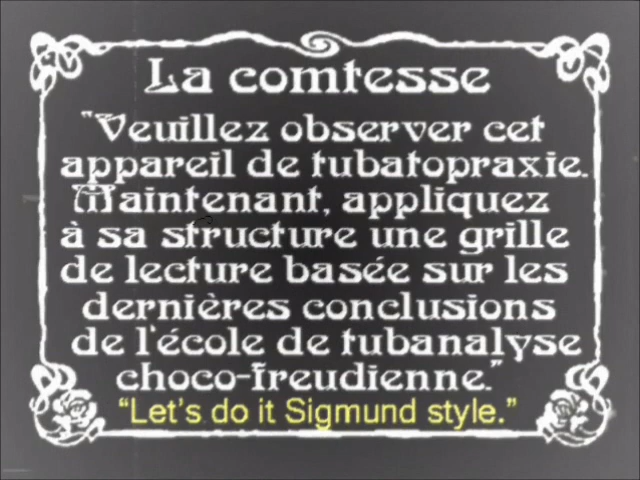 La comtesse
"Veuillez observer cet
appareil de tubatopraxie.
Maintenant, appliquez
à sa structure une grille
de lecture basée sur les
dernières conclusions
de l'école de tubanalyse
choco-freudienne."
"Let's do it Sigmund style."